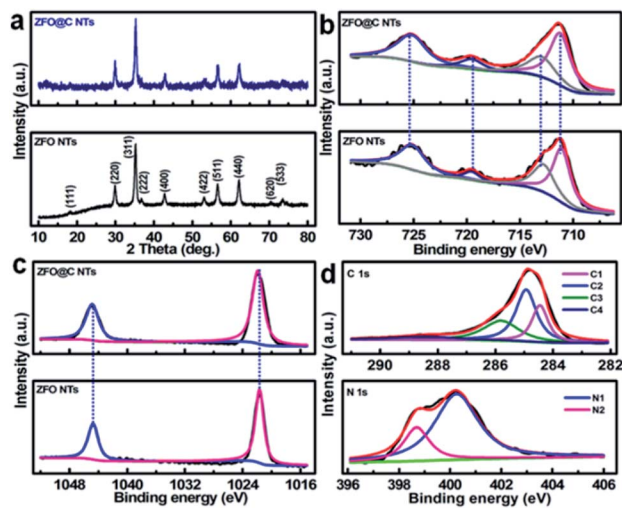 a
ZFO@C NTs
ZFO NTs
(111)
(220)
(311)
(222)
(400)
(422)
(511)
(440)
(620)
(533)
10 20 30 40 50 60 70 80
2 Theta (deg.)
Intensity (a.u.)
b
ZFO@C NTs
ZFO NTs
730 725 720 715 710
Binding energy (eV)
Intensity (a.u.)
c
ZFO@C NTs
ZFO NTs
1048 1040 1032 1024 1016
Binding energy (eV)
Intensity (a.u.)
d
C 1s
C1
C2
C3
C4
291 290 288 286 284 282
N 1s
N1
N2
396 398 400 402 404 406
Binding energy (eV)
Intensity (a.u.)